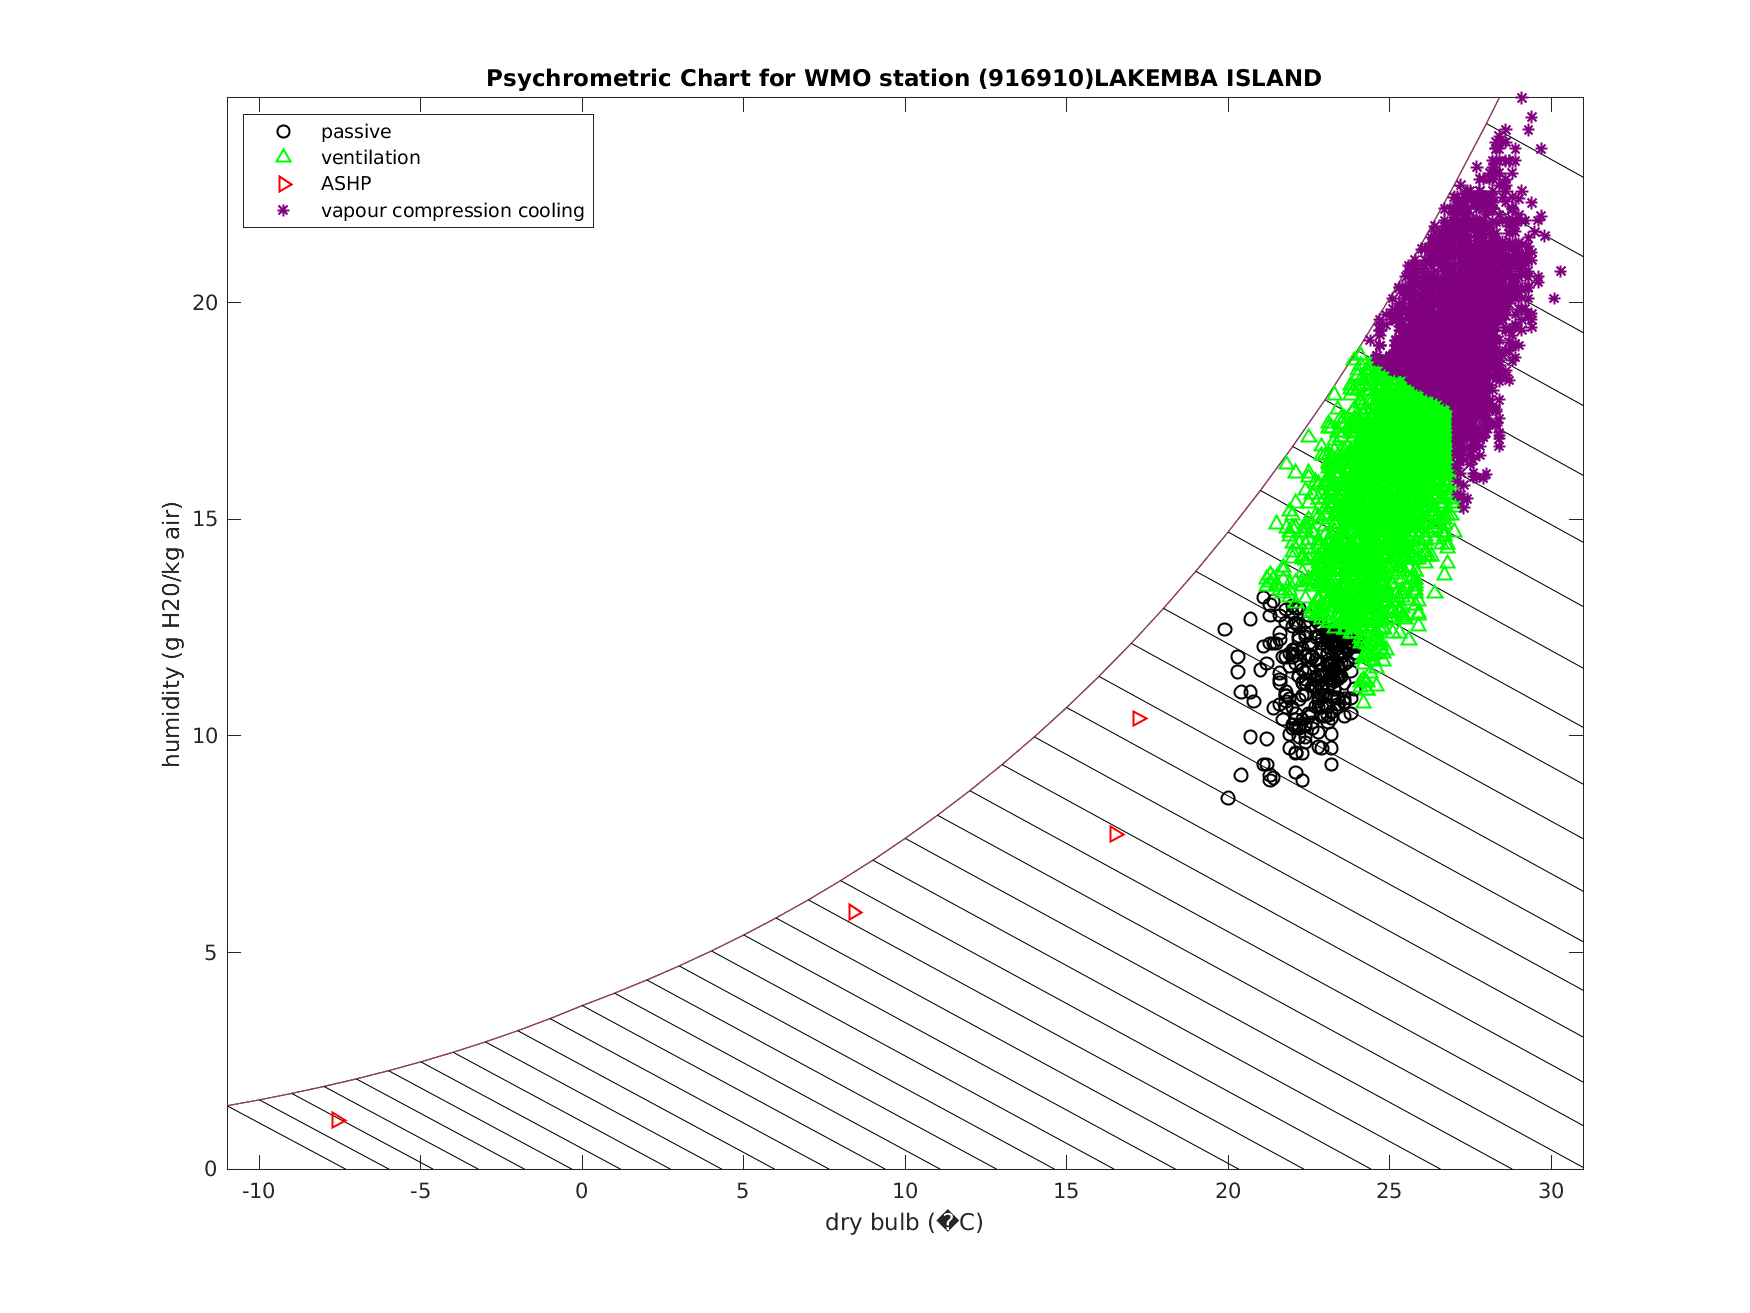 Psychrometric Chart for WMO station (916910)LAKEMBA ISLAND
passive
ventilation
ASHP
vapour compression cooling
humidity (g H20/kg air)
20
15
10
5
0
-10 -5 0 5 10 15 20 25 30
dry bulb (�C)